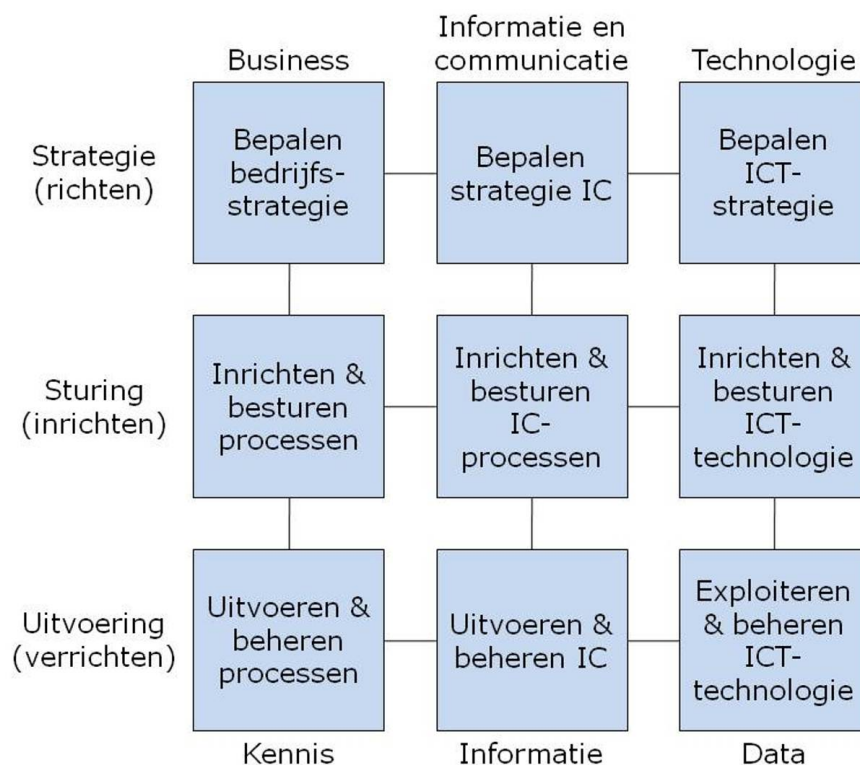 Business
Informatie en
communicatie
Technologie
Strategie
(richten)
Bepalen
bedrijfs-
strategie
Bepalen
strategie IC
Bepalen
ICT-
strategie
Sturing
(inrichten)
Inrichten &
besturen
processen
Inrichten &
besturen
IC-
processen
Inrichten &
besturen
ICT-
technologie
Uitvoering
(verrichten)
Uitvoeren &
beheren
processen
Uitvoeren &
beheren IC
Exploiteren
& beheren
ICT-
technologie
Kennis
Informatie
Data